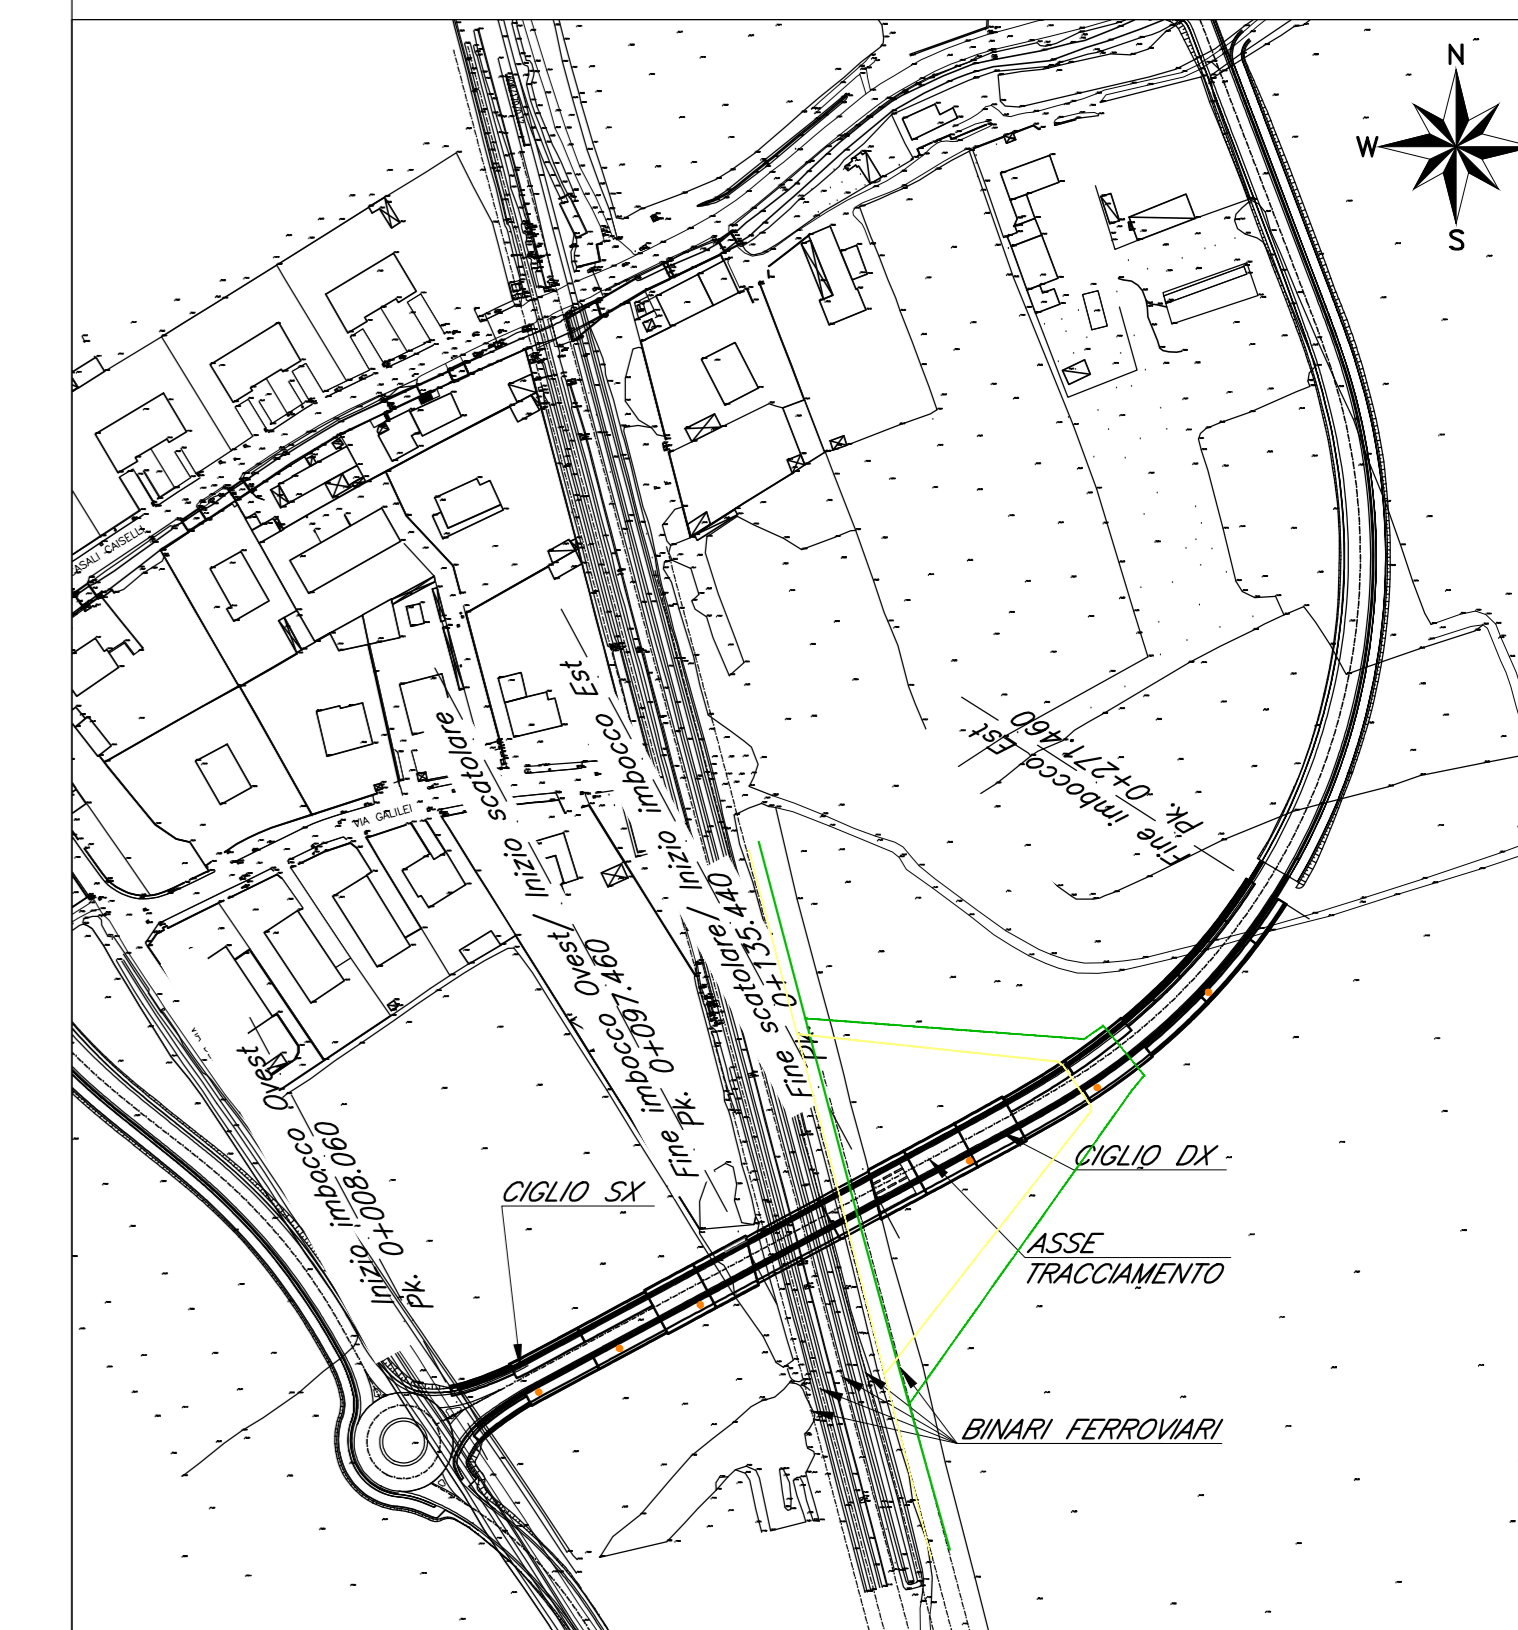 N
W
S
CASALI CAISELLI
VIA GALILEI
Fine imbocco Ovest/ Inizio scatolare
Pk. 0+097.460
Fine scatolare/ Inizio imbocco Est
Pk. 0+135.440
Fine imbocco Est
Pk. 0+271.460
Inizio imbocco Ovest
Pk. 0+008.060
CIGLIO SX
CIGLIO DX
ASSE
TRACCIAMENTO
BINARI FERROVIARI